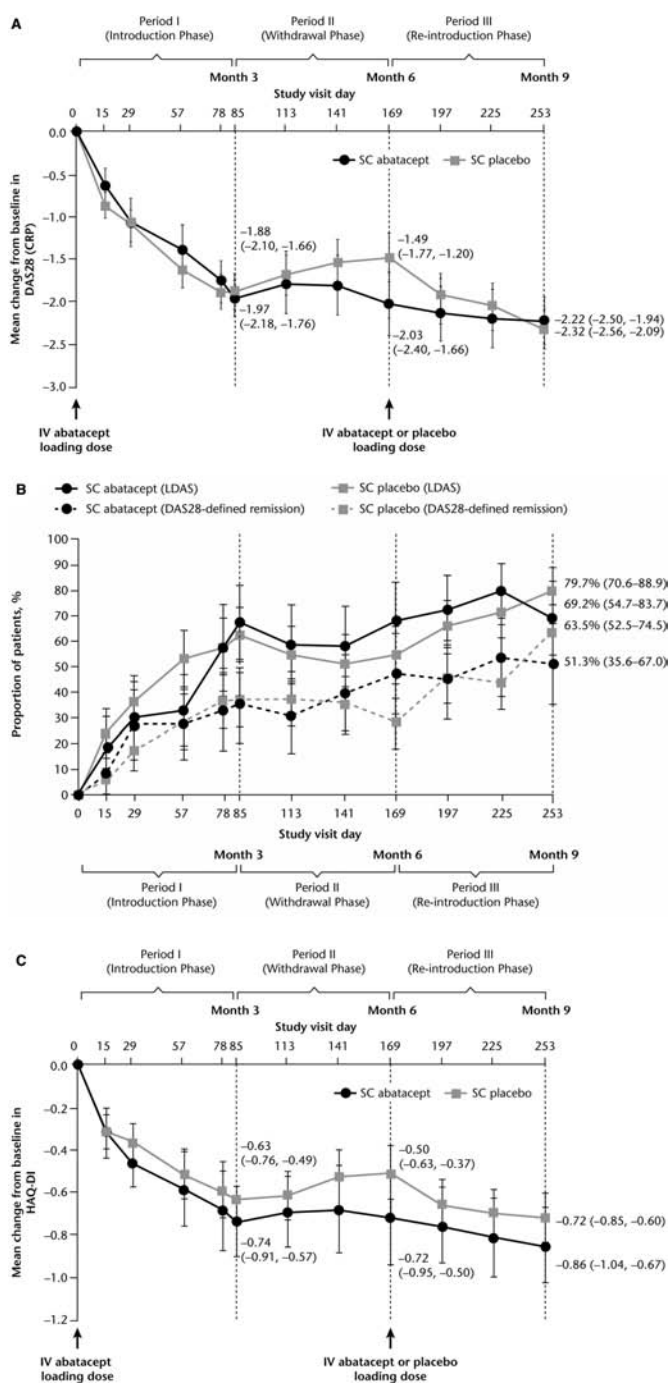 A
Period I
(Introduction Phase)
Period II
(Withdrawal Phase)
Period III
(Re-introduction Phase)
Month 3
Month 6
Month 9
Study visit day
0 15 29 57 78 85 113 141 169 197 225 253
SC abatacept
SC placebo
Mean change from baseline in
DAS28 (CRP)
0.0
−0.5
−1.0
−1.5
−2.0
−2.5
−3.0
−1.88
(−2.10, −1.66)
−1.97
(−2.18, −1.76)
−1.49
(−1.77, −1.20)
−2.03
(−2.40, −1.66)
−2.22 (−2.50, −1.94)
−2.32 (−2.56, −2.09)
IV abatacept
loading dose
IV abatacept or placebo
loading dose
B
SC abatacept (LDAS)
SC placebo (LDAS)
SC abatacept (DAS28-defined remission)
SC placebo (DAS28-defined remission)
Proportion of patients, %
100
90
80
70
60
50
40
30
20
10
0
79.7% (70.6–88.9)
69.2% (54.7–83.7)
63.5% (52.5–74.5)
51.3% (35.6–67.0)
0 15 29 57 78 85 113 141 169 197 225 253
Study visit day
Month 3
Month 6
Month 9
Period I
(Introduction Phase)
Period II
(Withdrawal Phase)
Period III
(Re-introduction Phase)
C
Period I
(Introduction Phase)
Period II
(Withdrawal Phase)
Period III
(Re-introduction Phase)
Month 3
Month 6
Month 9
Study visit day
0 15 29 57 78 85 113 141 169 197 225 253
SC abatacept
SC placebo
Mean change from baseline in
HAQ-DI
0.0
−0.2
−0.4
−0.6
−0.8
−1.0
−1.2
−0.63
(−0.76, −0.49)
−0.74
(−0.91, −0.57)
−0.50
(−0.63, −0.37)
−0.72
(−0.95, −0.50)
−0.72 (−0.85, −0.60)
−0.86 (−1.04, −0.67)
IV abatacept
loading dose
IV abatacept or placebo
loading dose